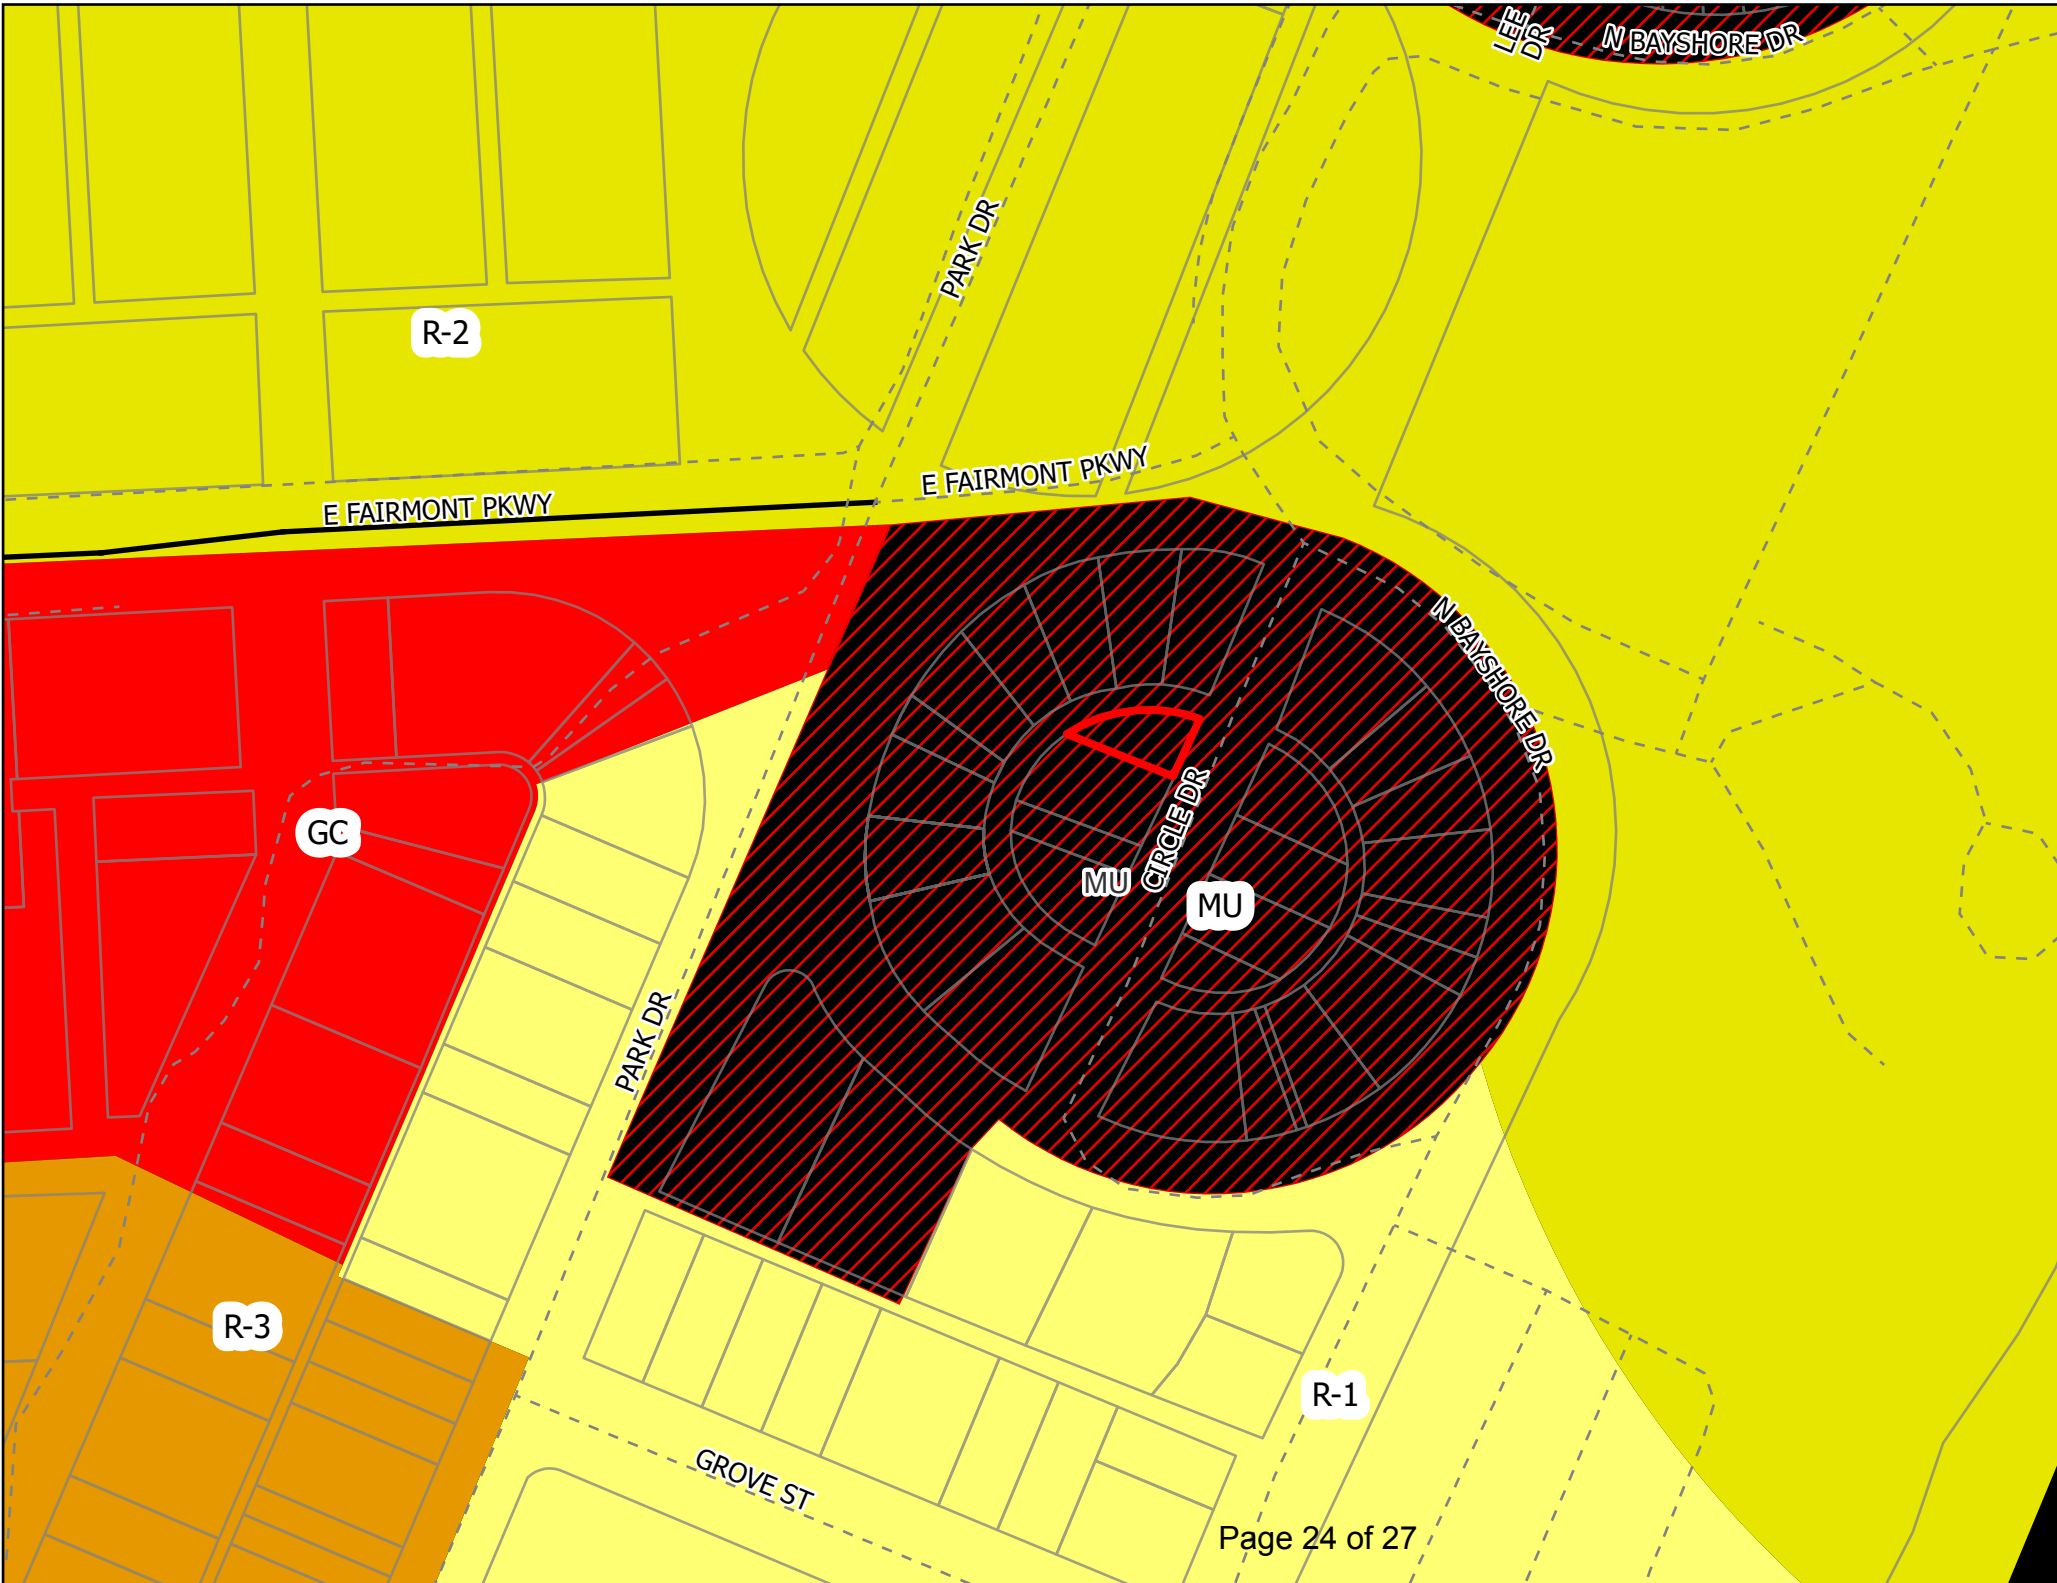 LEE
DR
N BAYSHORE DR
PARK DR
R-2
E FAIRMONT PKWY
E FAIRMONT PKWY
N BAYSHORE DR
GC
CIRCLE DR
MU
MU
PARK DR
R-3
R-1
GROVE ST
Page 24 of 27